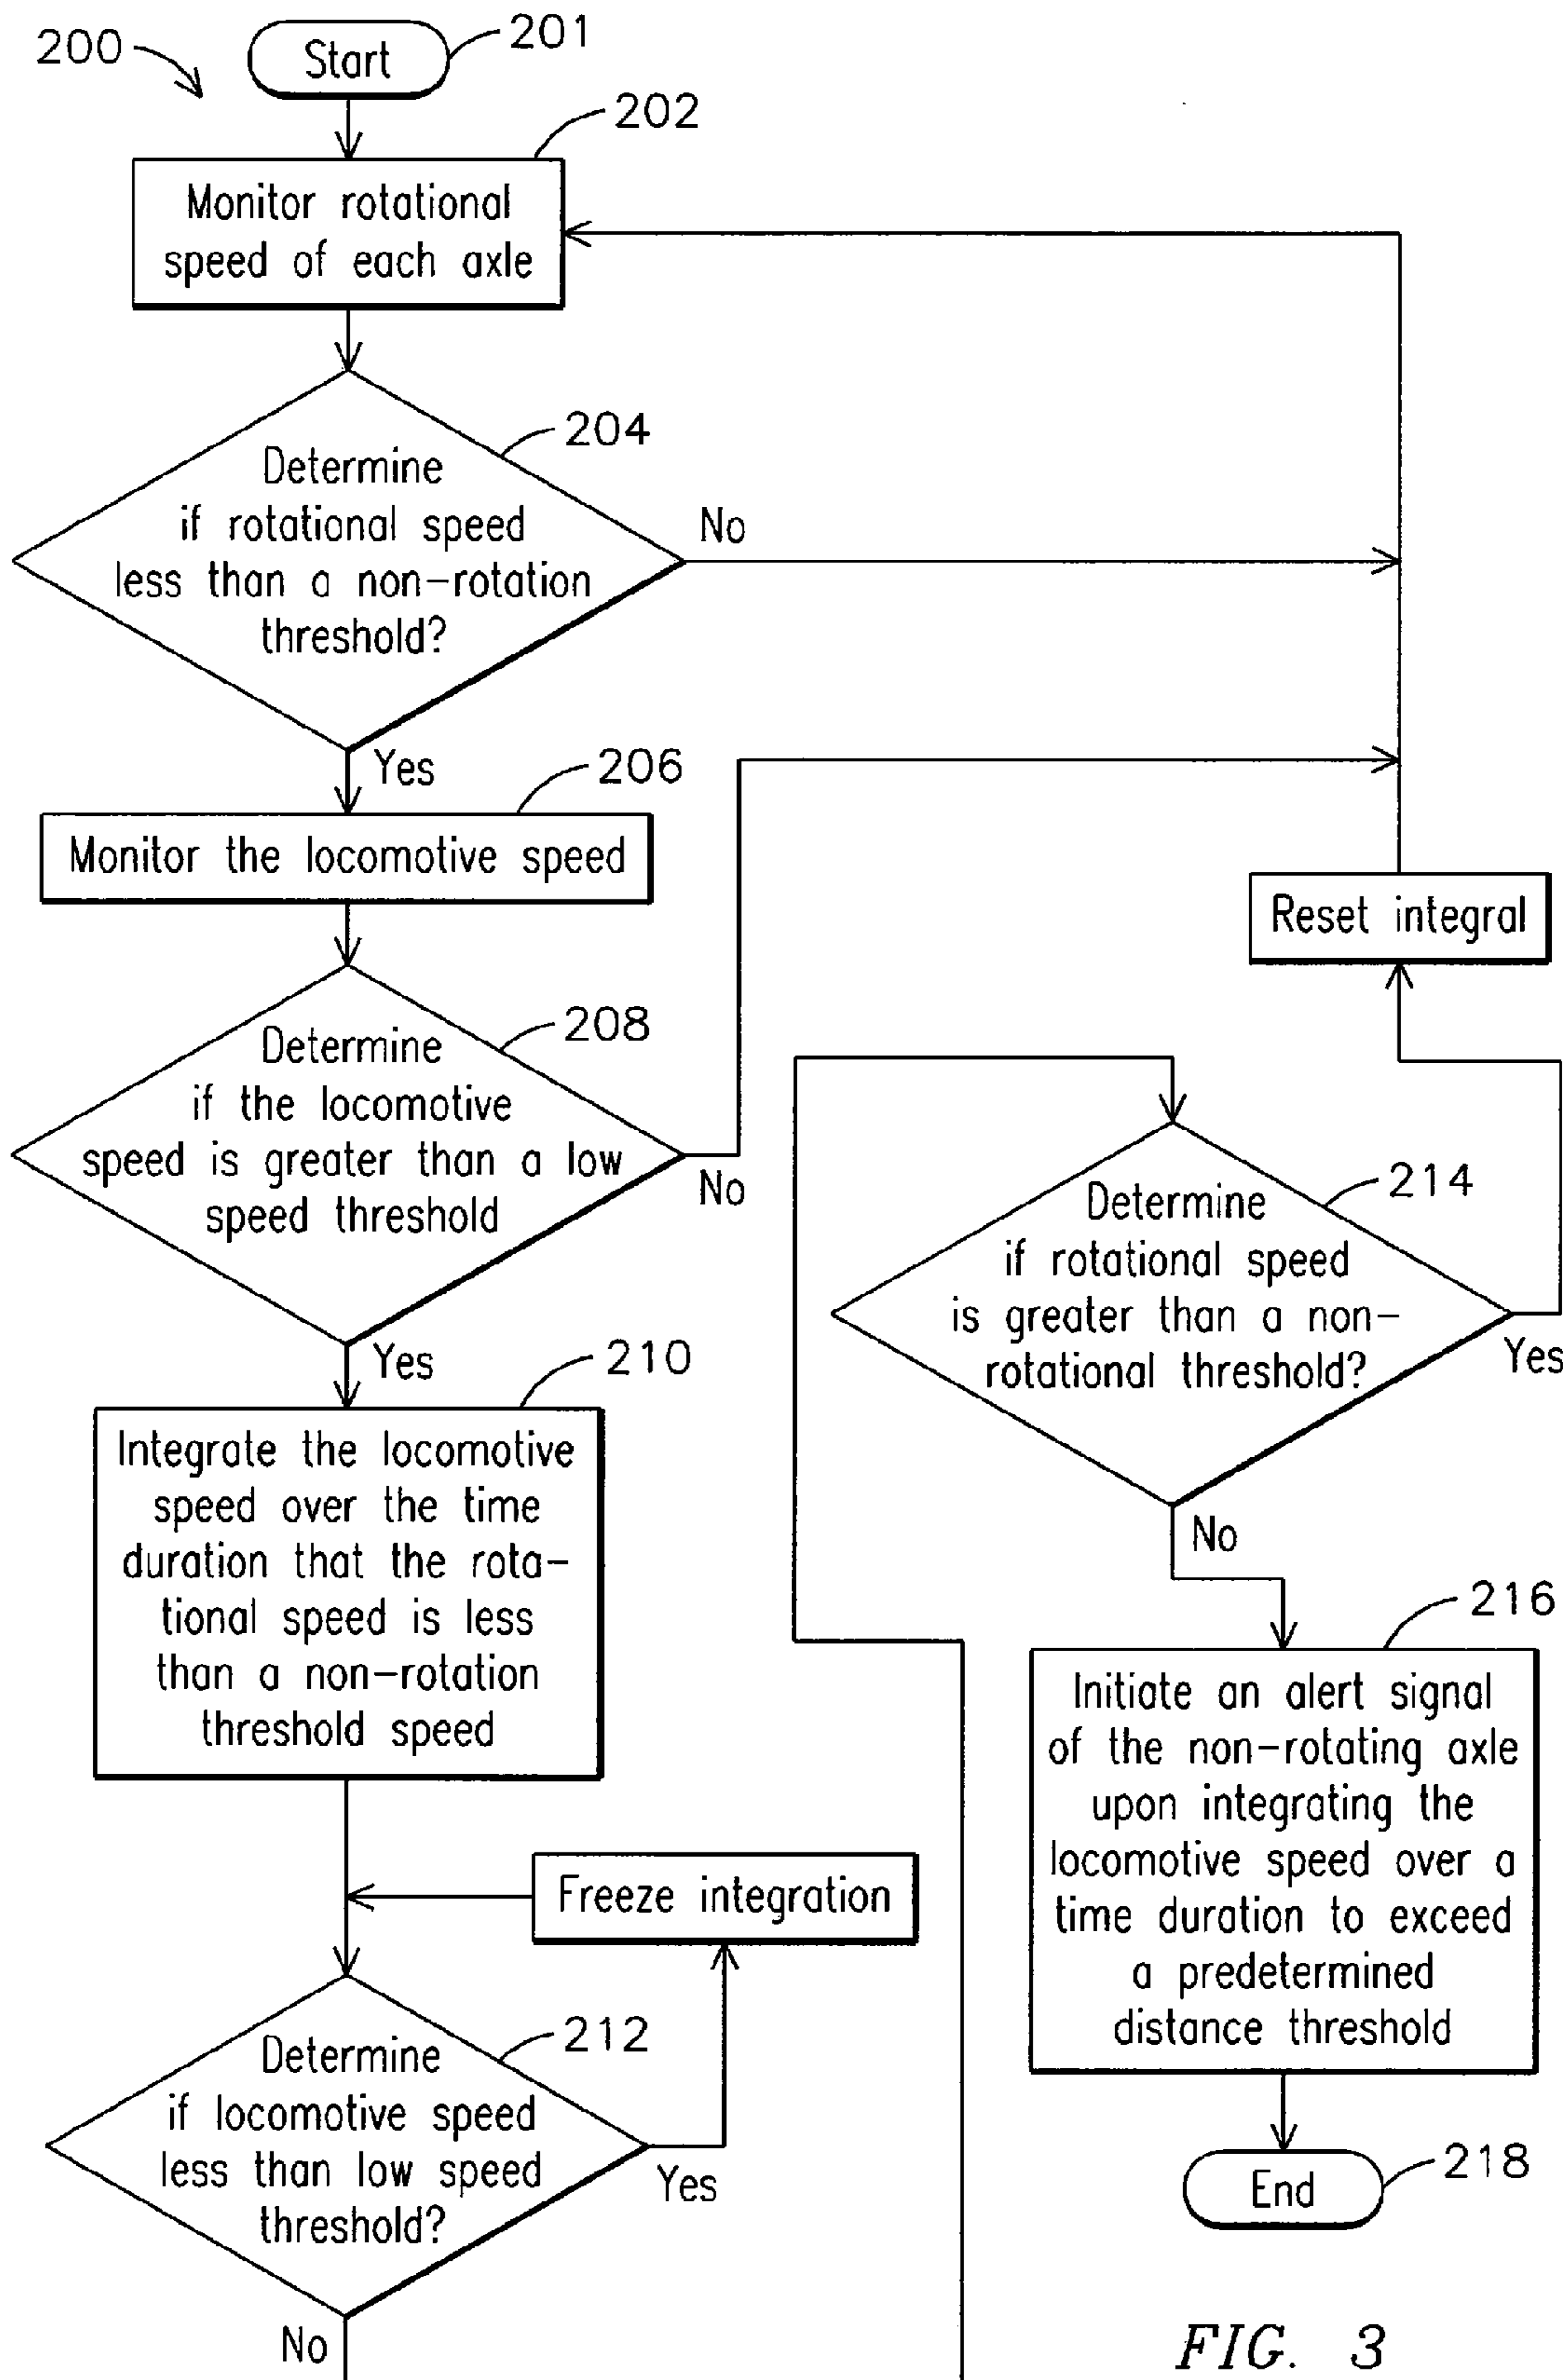 200
Start
201
202
Monitor rotational
speed of each axle
204
Determine
if rotational speed
less than a non-rotation
threshold?
No
Yes
206
Monitor the locomotive speed
208
Determine
if the locomotive
speed is greater than a low
speed threshold
No
Yes
210
Integrate the locomotive
speed over the time
duration that the rota-
tional speed is less
than a non-rotation
threshold speed
Freeze integration
212
Determine
if locomotive speed
less than low speed
threshold?
Yes
No
Reset integral
214
Determine
if rotational speed
is greater than a non-
rotational threshold?
Yes
No
216
Initiate an alert signal
of the non-rotating axle
upon integrating the
locomotive speed over a
time duration to exceed
a predetermined
distance threshold
End
218
FIG. 3